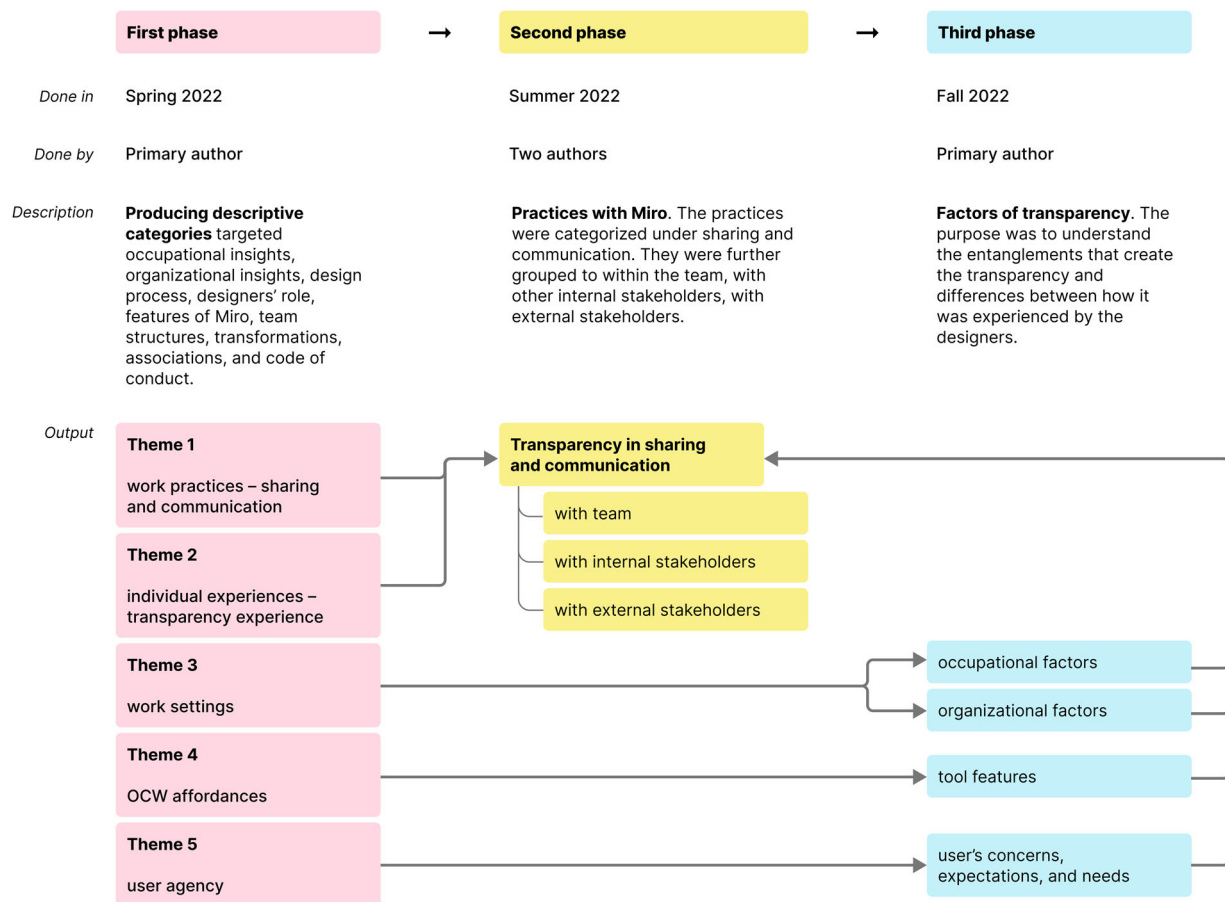 First phase → Second phase → Third phase
Done in Spring 2022 Summer 2022 Fall 2022
Done by Primary author Two authors Primary author
Description
Producing descriptive
categories targeted
occupational insights,
organizational insights, design
process, designers’ role,
features of Miro, team
structures, transformations,
associations, and code of
conduct.
Practices with Miro. The practices
were categorized under sharing and
communication. They were further
grouped to within the team, with
other internal stakeholders, with
external stakeholders.
Factors of transparency. The
purpose was to understand
the entanglements that create
the transparency and
differences between how it
was experienced by the
designers.
Output
Theme 1
work practices – sharing
and communication
Theme 2
individual experiences –
transparency experience
Theme 3
work settings
Theme 4
OCW affordances
Theme 5
user agency
Transparency in sharing
and communication
with team
with internal stakeholders
with external stakeholders
occupational factors
organizational factors
tool features
user’s concerns,
expectations, and needs